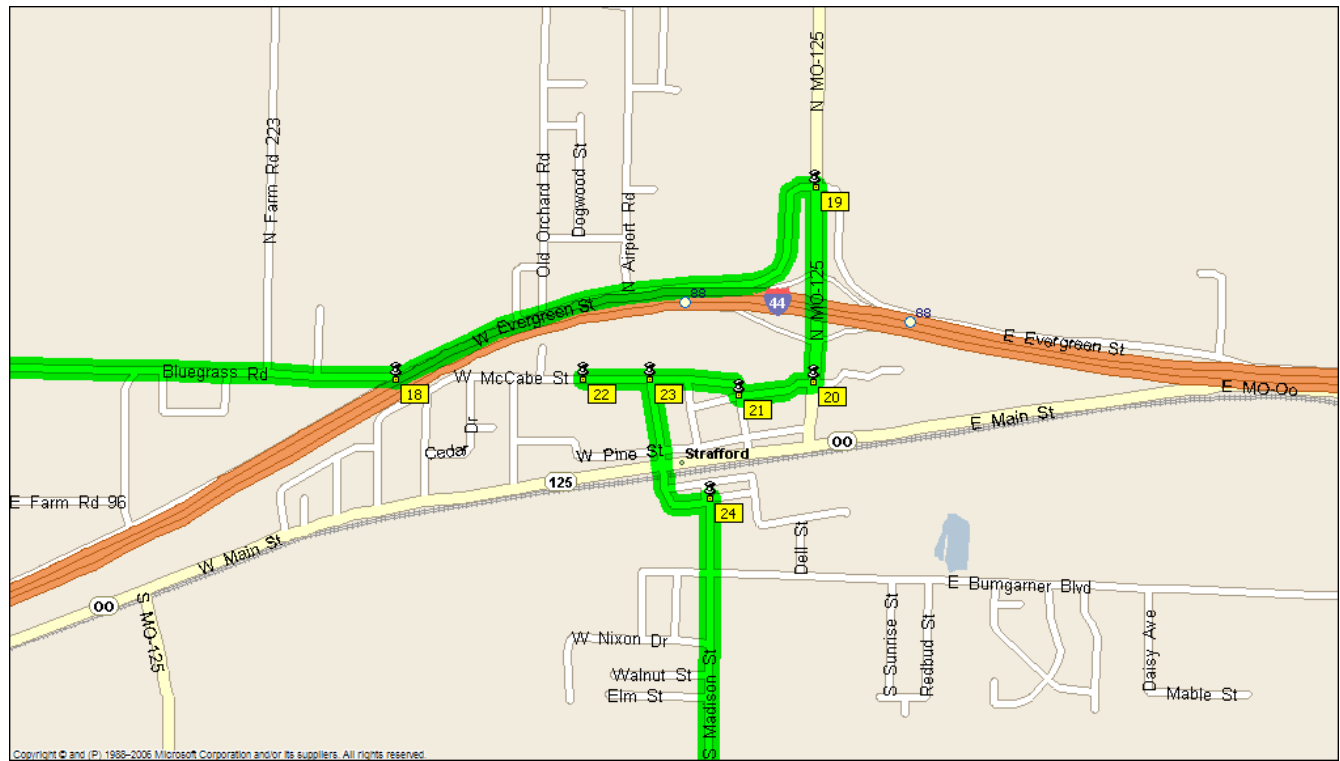 N MO-125
N Farm Rd 223
Dogwood St
Old Orchard Rd
N Airport Rd
19
N MO-125
88
44
88
W Evergreen St
E Evergreen St
Bluegrass Rd
18
W McCabe St
22
23
21
20
E MO-Oo
Cedar Dr
E Main St
OO
W Pine St
Strafford
125
E Farm Rd 96
24
Dell St
W Main St
OO
S MO-125
E Bumgarner Blvd
S Sunrise St
Redbud St
Daisy Ave
W Nixon Dr
Walnut St
Elm St
Mable St
S Madison St
Copyright © and (P) 1988–2006 Microsoft Corporation and/or its suppliers. All rights reserved.